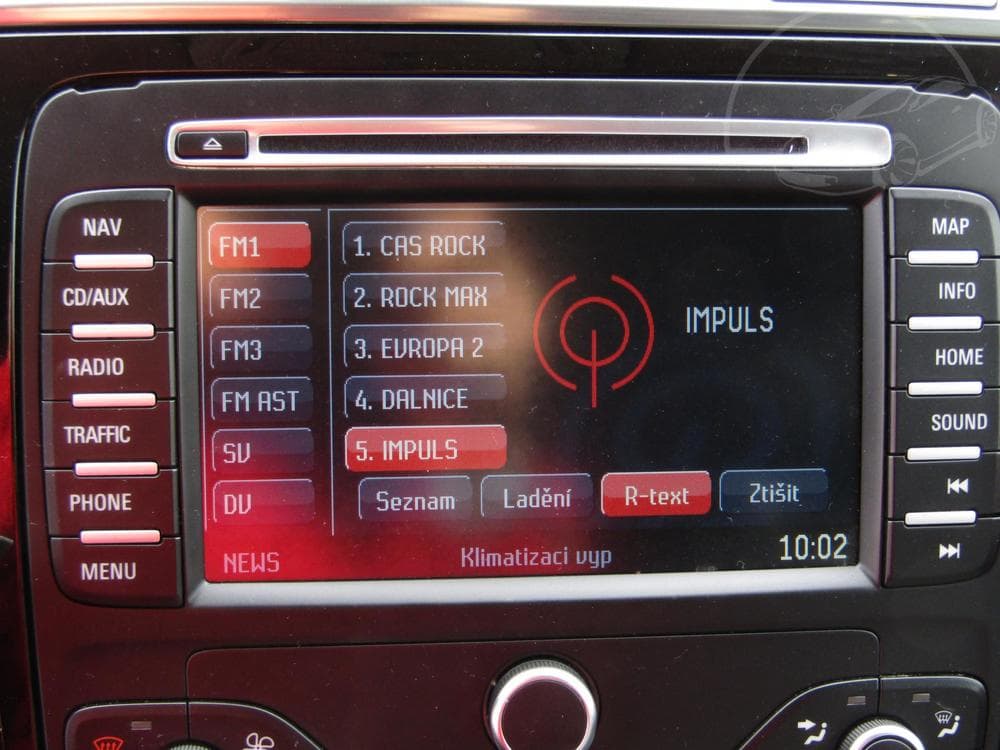 NAV
CD/AUX
RADIO
TRAFFIC
PHONE
MENU
FM1
FM2
FM3
FM AST
SV
DV
1. CAS ROCK
2. ROCK MAX
3. EVROPA 2
4. DALNICE
5. IMPULS
IMPULS
Seznam
Ladění
R-text
Ztišit
NEWS
Klimatizaci vyp
10:02
MAP
INFO
HOME
SOUND